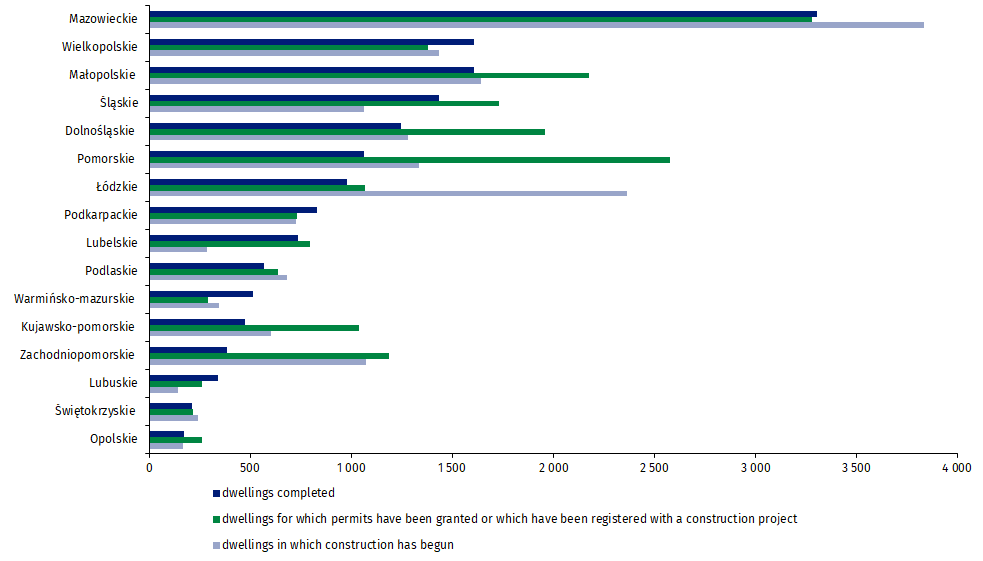 Mazowieckie
Wielkopolskie
Małopolskie
Śląskie
Dolnośląskie
Pomorskie
Łódzkie
Podkarpackie
Lubelskie
Podlaskie
Warmińsko-mazurskie
Kujawsko-pomorskie
Zachodniopomorskie
Lubuskie
Świętokrzyskie
Opolskie
0 500 1 000 1 500 2 000 2 500 3 000 3 500 4 000
dwellings completed
dwellings for which permits have been granted or which have been registered with a construction project
dwellings in which construction has begun